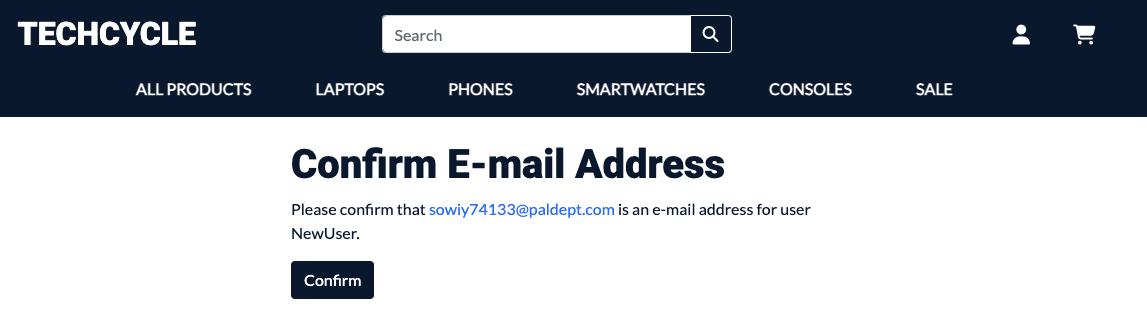 TECHCYCLE
Search
ALL PRODUCTS LAPTOPS PHONES SMARTWATCHES CONSOLES SALE
Confirm E-mail Address
Please confirm that sowiy74133@paldept.com is an e-mail address for user
NewUser.
Confirm